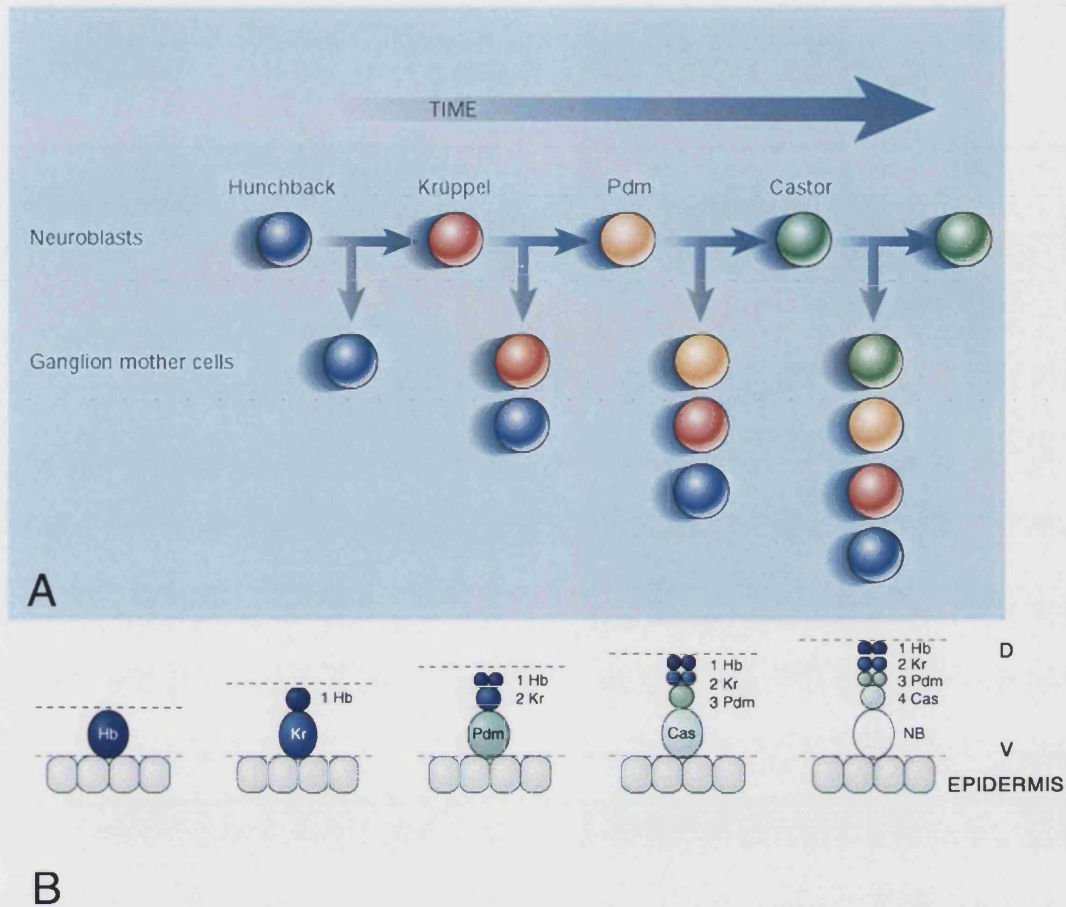 TIME
Hunchback Krüppel Pdm Castor
Neuroblasts
Ganglion mother cells
A
Hb
Kr
1 Hb
Pdm
1 Hb
2 Kr
Cas
1 Hb
2 Kr
3 Pdm
1 Hb
2 Kr
3 Pdm
4 Cas
NB
D
V
EPIDERMIS
B